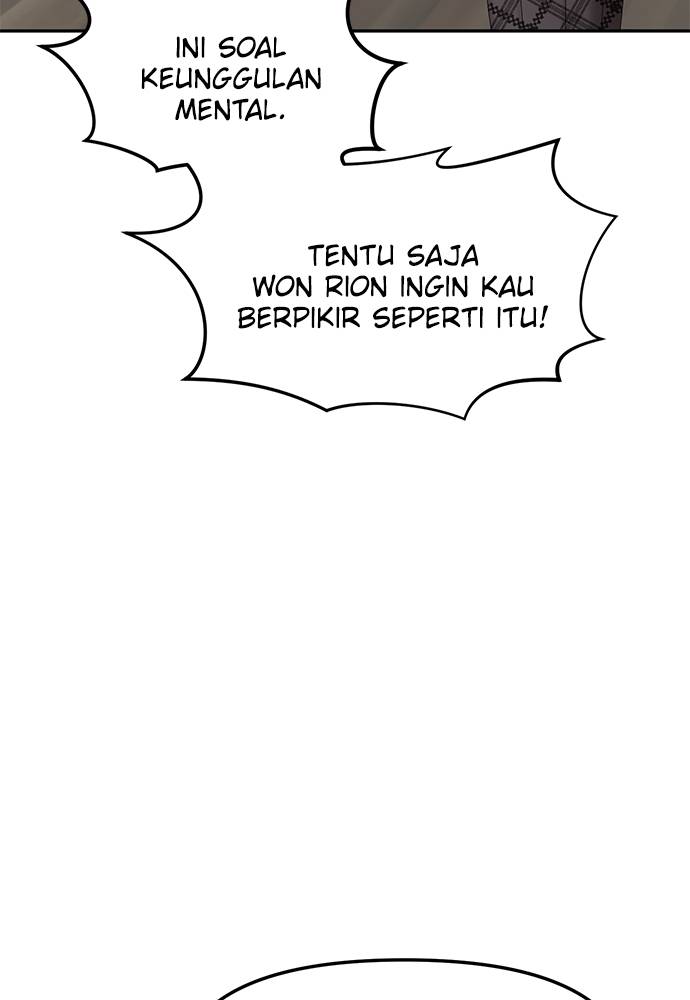 INI SOAL
KEUNGGULAN
MENTAL.
TENTU SAJA
WON RION INGIN KAU
BERPIKIR SEPERTI ITU!